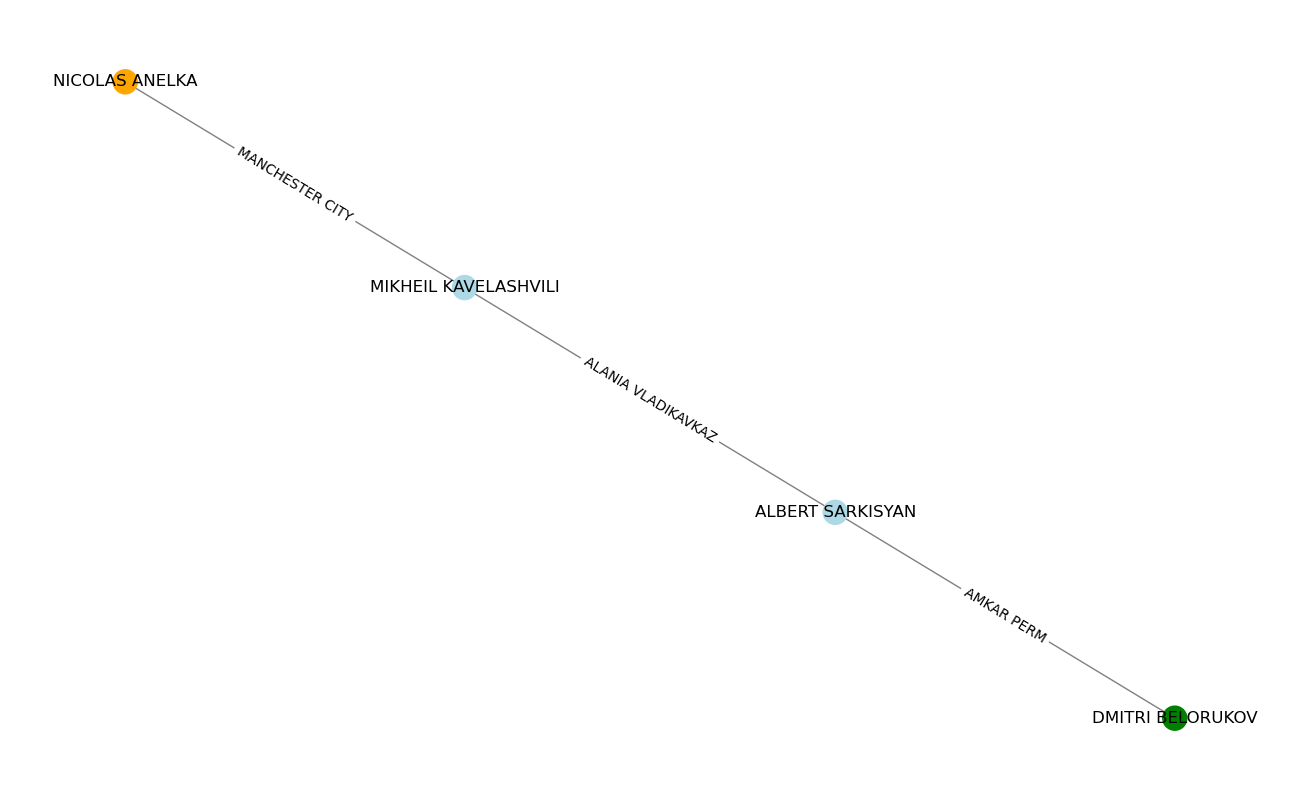 NICOLAS ANELKA
MANCHESTER CITY
MIKHEIL KAVELASHVILI
ALANIA VLADIKAVKAZ
ALBERT SARKISYAN
AMKAR PERM
DMITRI BELORUKOV